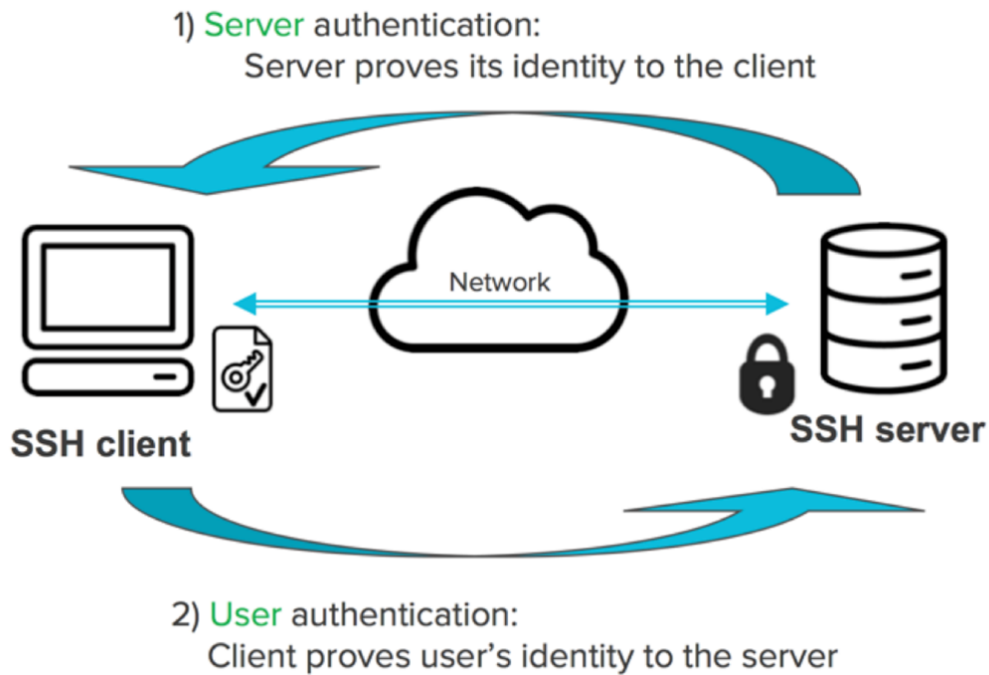 1) Server authentication:
Server proves its identity to the client
Network
SSH client
SSH server
2) User authentication:
Client proves user's identity to the server